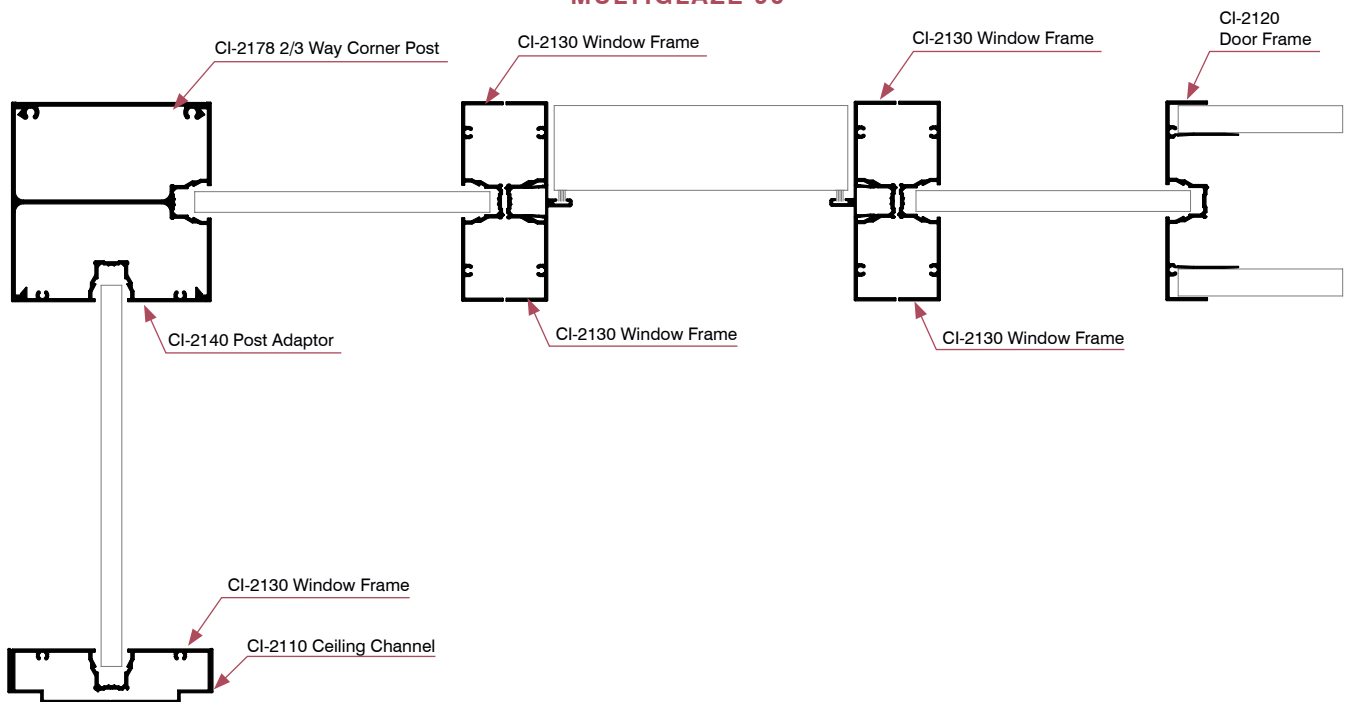 CI-2120
Door Frame
CI-2178 2/3 Way Corner Post
CI-2130 Window Frame
CI-2130 Window Frame
CI-2140 Post Adaptor
CI-2130 Window Frame
CI-2130 Window Frame
CI-2130 Window Frame
CI-2110 Ceiling Channel